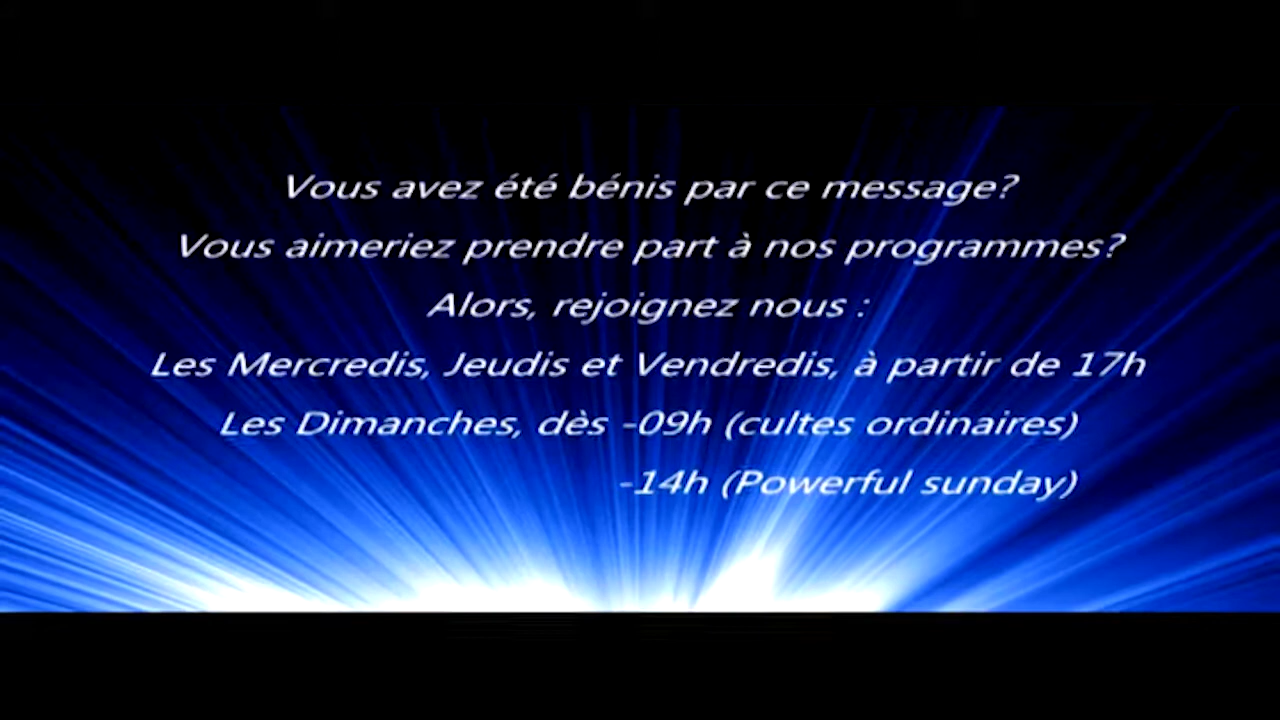 Vous avez été bénis par ce message?
Vous aimeriez prendre part à nos programmes?
Alors, rejoignez nous :
Les Mercredis, Jeudis et Vendredis, à partir de 17h
Les Dimanches, dès -09h (cultes ordinaires)
-14h (Powerful sunday)